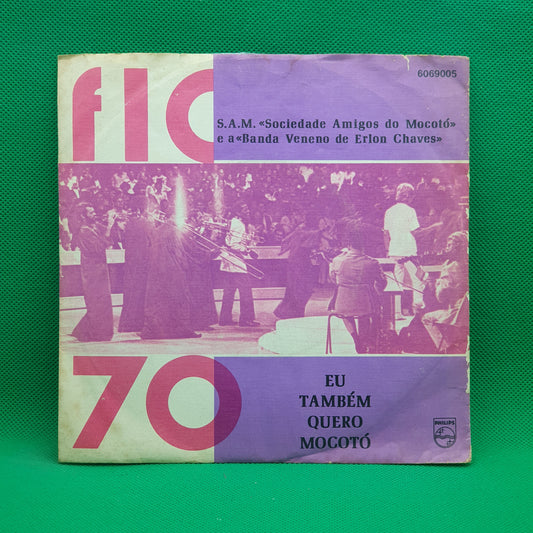 fIC
6069005
S.A.M. «Sociedade Amigos do Mocotó»
e a «Banda Veneno de Erlon Chaves»
70
EU
TAMBÉM
QUERO
MOCOTÓ
PHILIPS